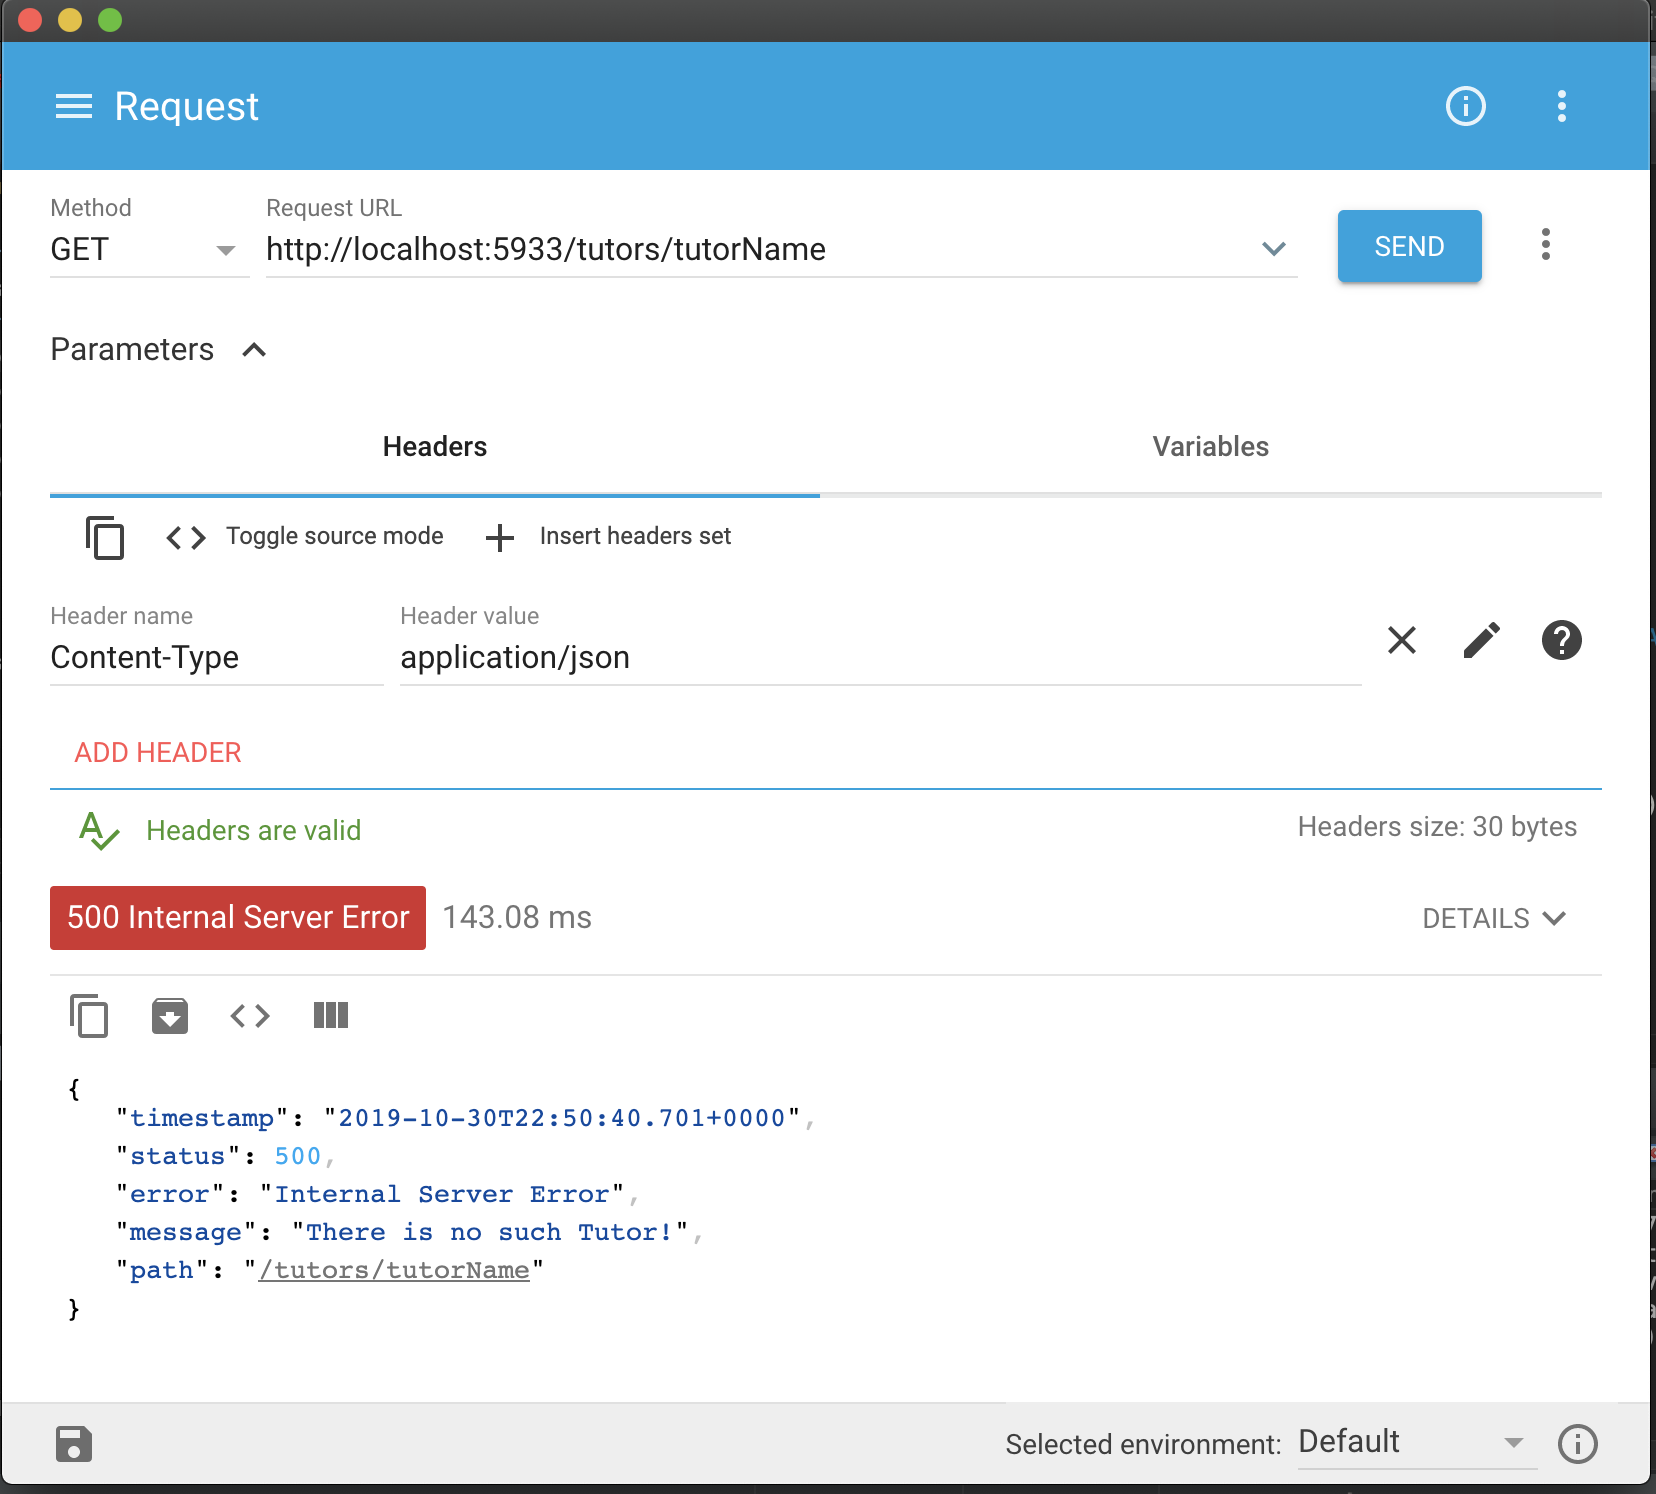 Request
Method
Request URL
GET
http://localhost:5933/tutors/tutorName
SEND
Parameters
Headers
Variables
Toggle source mode
Insert headers set
Header name
Header value
Content-Type
application/json
ADD HEADER
Headers are valid
Headers size: 30 bytes
500 Internal Server Error
143.08 ms
DETAILS
{
"timestamp": "2019-10-30T22:50:40.701+0000",
"status": 500,
"error": "Internal Server Error",
"message": "There is no such Tutor!",
"path": "/tutors/tutorName"
}
Selected environment:
Default